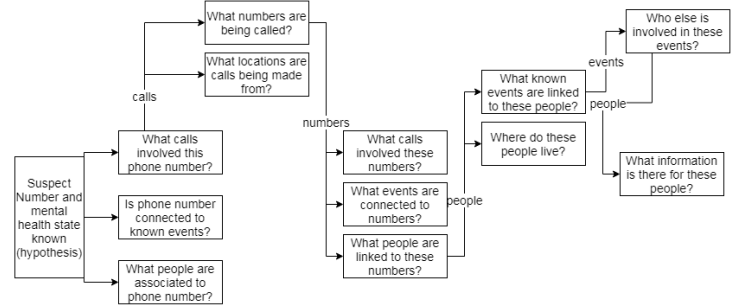 What numbers are
being called?
What locations are
calls being made
from?
calls
What calls
involved this
phone number?
Suspect
Number and
mental
health state
known
(hypothesis)
Is phone number
connected to
known events?
What people are
associated to
phone number?
numbers
What calls
involved these
numbers?
What events are
connected to
numbers?
What people are
linked to these
numbers?
people
What known
events are linked
to these people?
Where do these
people live?
events
people
Who else is
involved in these
events?
What information
is there for these
people?